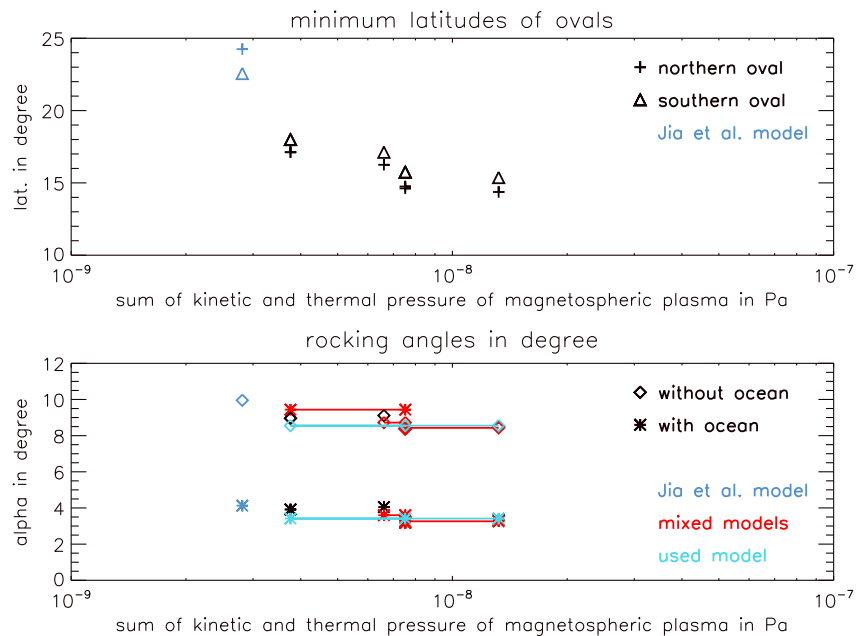 minimum latitudes of ovals
25
20
15
10
lat. in degree
+ northern oval
△ southern oval
Jia et al. model
10⁻⁹
10⁻⁸
10⁻⁷
sum of kinetic and thermal pressure of magnetospheric plasma in Pa
rocking angles in degree
12
10
8
6
4
2
0
alpha in degree
without ocean
with ocean
Jia et al. model
mixed models
used model
10⁻⁹
10⁻⁸
10⁻⁷
sum of kinetic and thermal pressure of magnetospheric plasma in Pa